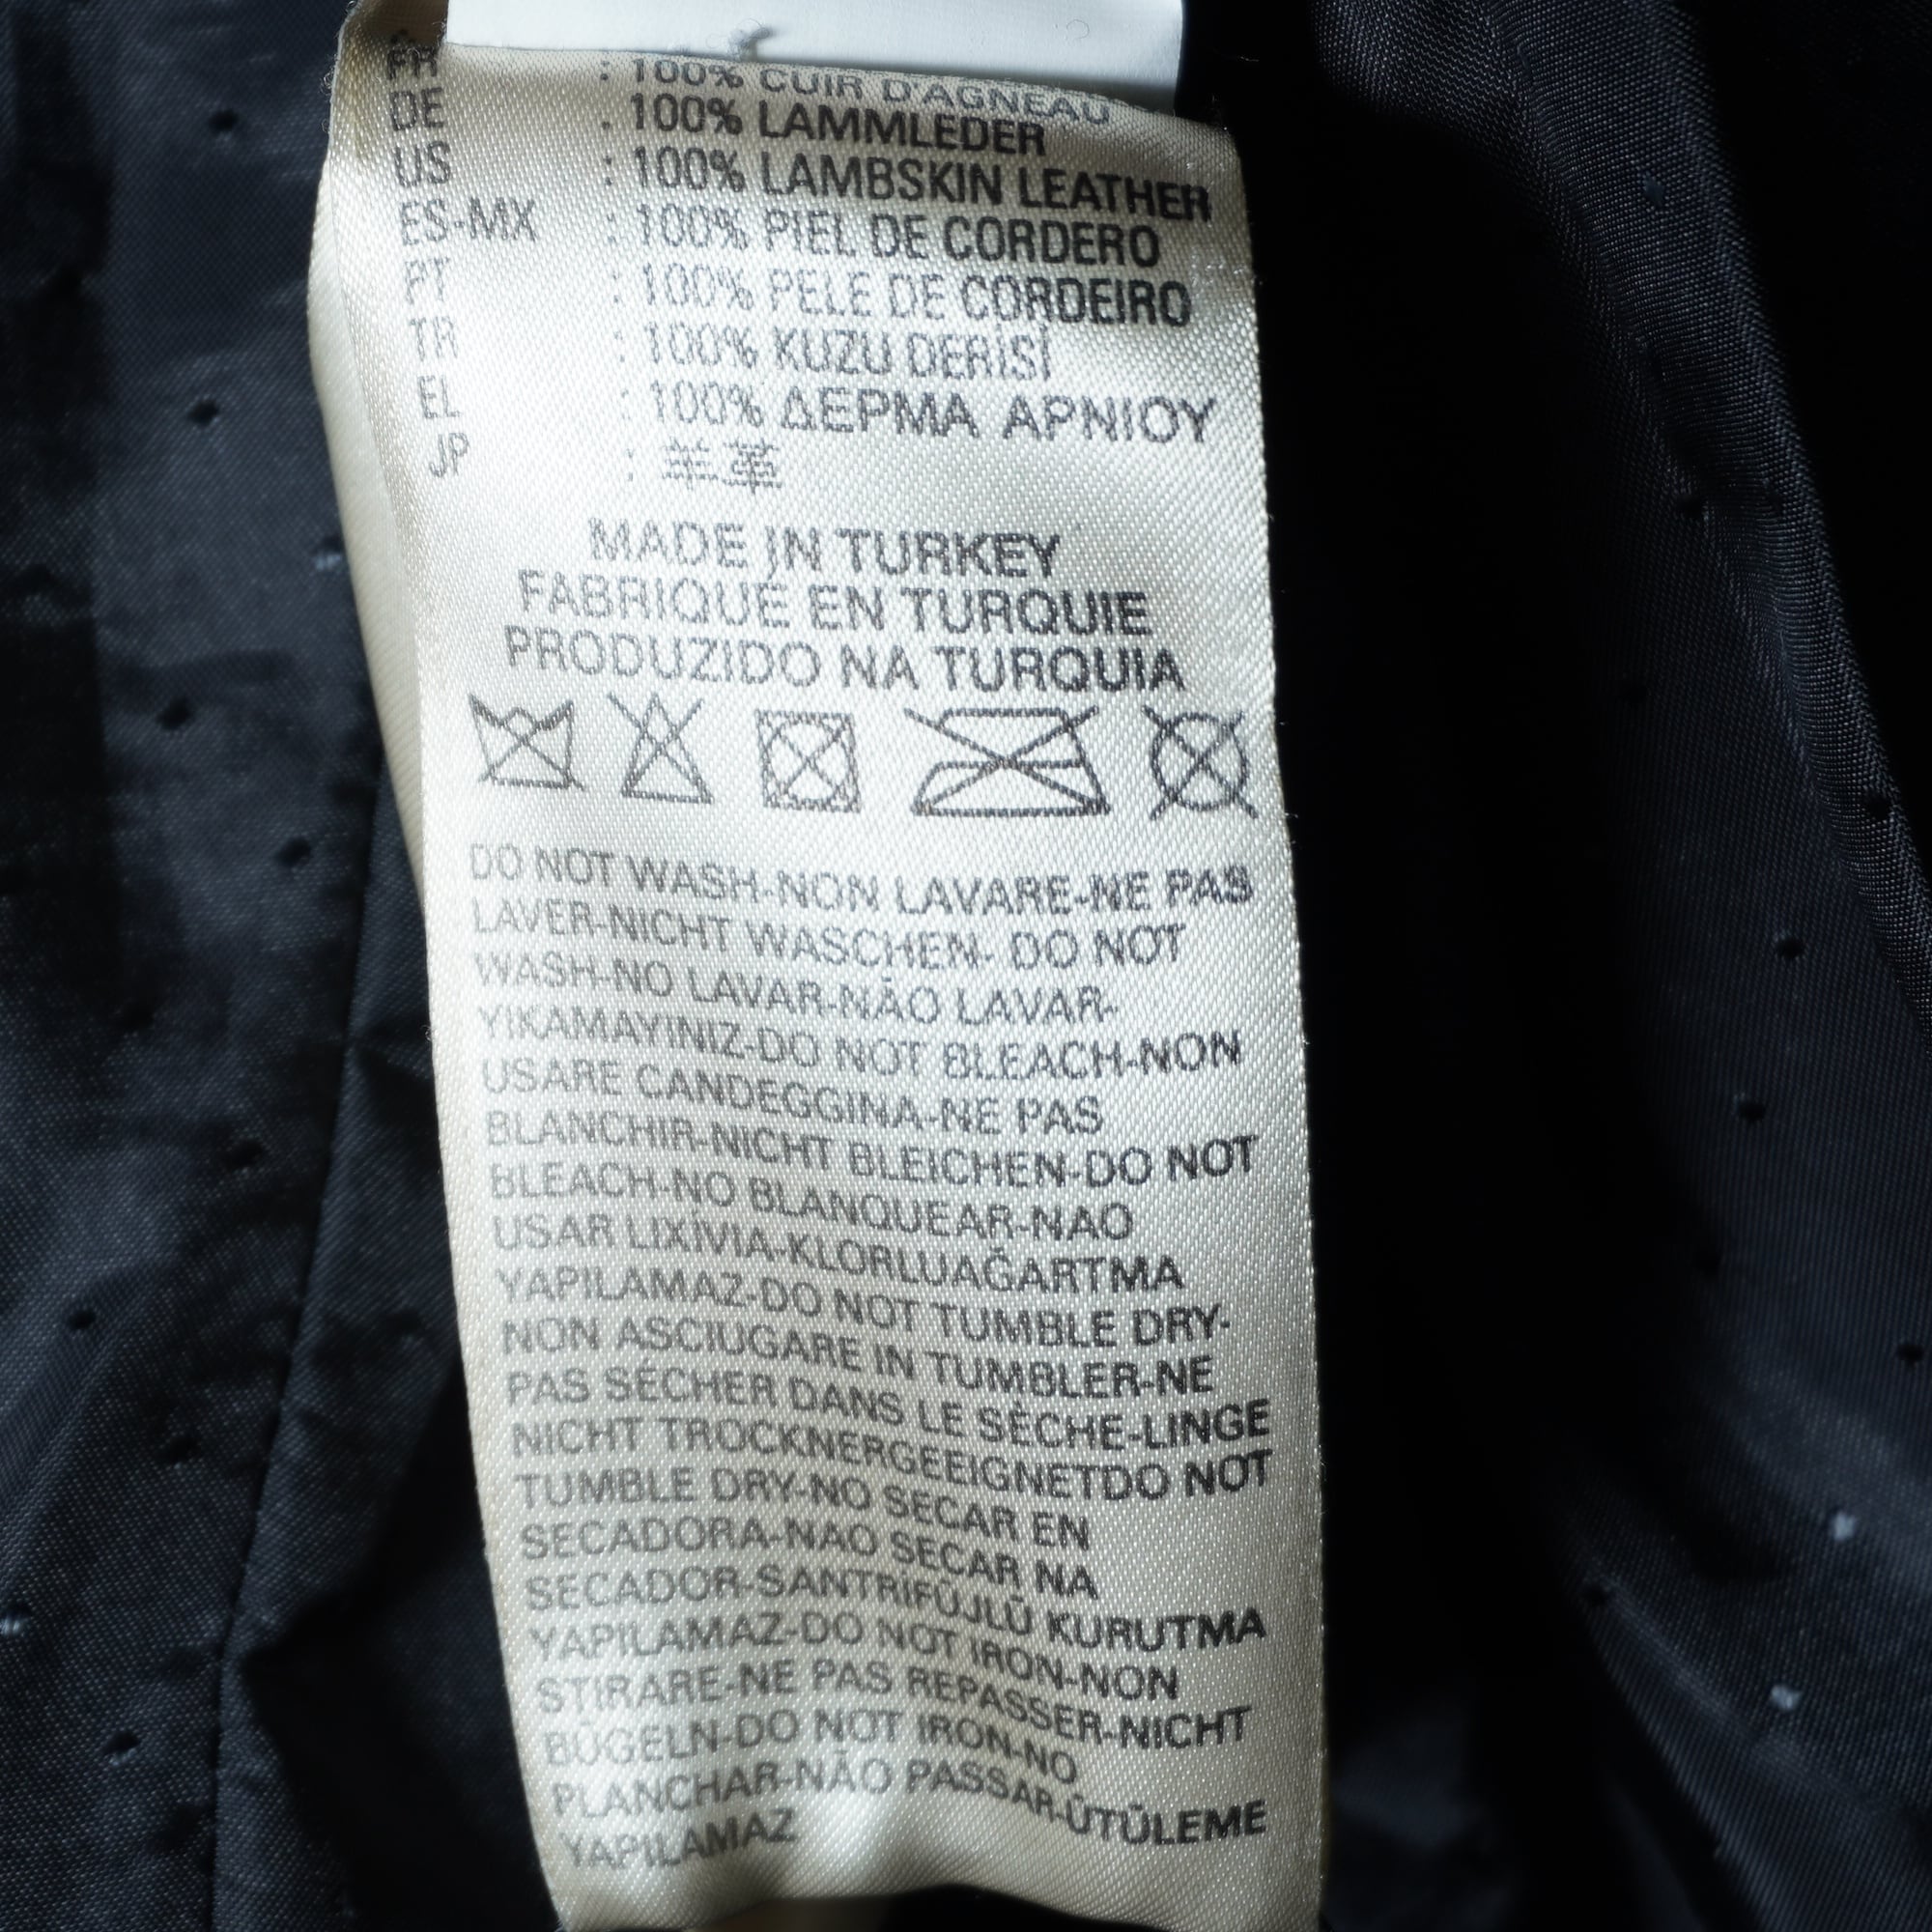 FR : 100% CUIR D'AGNEAU
DE : 100% LAMMLEDER
US : 100% LAMBSKIN LEATHER
ES-MX : 100% PIEL DE CORDERO
PT : 100% PELE DE CORDEIRO
TR : 100% KUZU DERİSİ
EL : 100% ΔΕΡΜΑ ΑΡΝΙΟΥ
JP : 羊革
MADE IN TURKEY
FABRIQUÉ EN TURQUIE
PRODUZIDO NA TURQUIA
DO NOT WASH-NON LAVARE-NE PAS
LAVER-NICHT WASCHEN- DO NOT
WASH-NO LAVAR-NÃO LAVAR-
YIKAMAYINIZ-DO NOT BLEACH-NON
USARE CANDEGGINA-NE PAS
BLANCHIR-NICHT BLEICHEN-DO NOT
BLEACH-NO BLANQUEAR-NAO
USAR LIXÍVIA-KLORLUAĞARTMA
YAPILAMAZ-DO NOT TUMBLE DRY-
NON ASCIUGARE IN TUMBLER-NE
PAS SÉCHER DANS LE SÈCHE-LINGE
NICHT TROCKNERGEEIGNETDO NOT
TUMBLE DRY-NO SECAR EN
SECADORA-NAO SECAR NA
SECADOR-SANTRIFÜJLÜ KURUTMA
YAPILAMAZ-DO NOT IRON-NON
STIRARE-NE PAS REPASSER-NICHT
BÜGELN-DO NOT IRON-NO
PLANCHAR-NÃO PASSAR-ÜTÜLEME
YAPILAMAZ